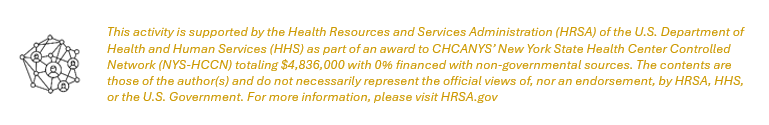 This activity is supported by the Health Resources and Services Administration (HRSA) of the U.S. Department of
Health and Human Services (HHS) as part of an award to CHCANYS’ New York State Health Center Controlled
Network (NYS-HCCN) totaling $4,836,000 with 0% financed with non-governmental sources. The contents are
those of the author(s) and do not necessarily represent the official views of, nor an endorsement, by HRSA, HHS,
or the U.S. Government. For more information, please visit HRSA.gov